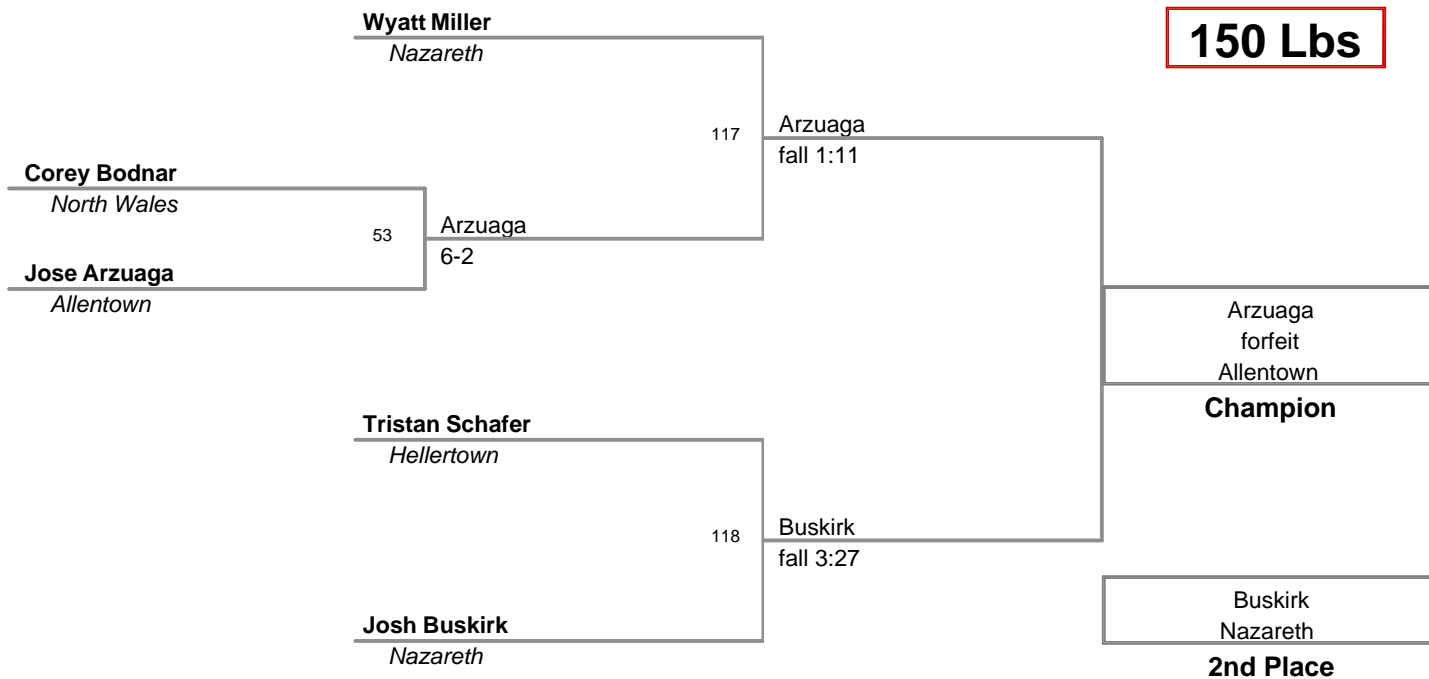 Wyatt Miller
Nazareth
150 Lbs
117
Arzuaga
fall 1:11
Corey Bodnar
North Wales
53
Arzuaga
6-2
Jose Arzuaga
Allentown
Arzuaga
forfeit
Allentown
Champion
Tristan Schafer
Hellertown
118
Buskirk
fall 3:27
Josh Buskirk
Nazareth
Buskirk
Nazareth
2nd Place